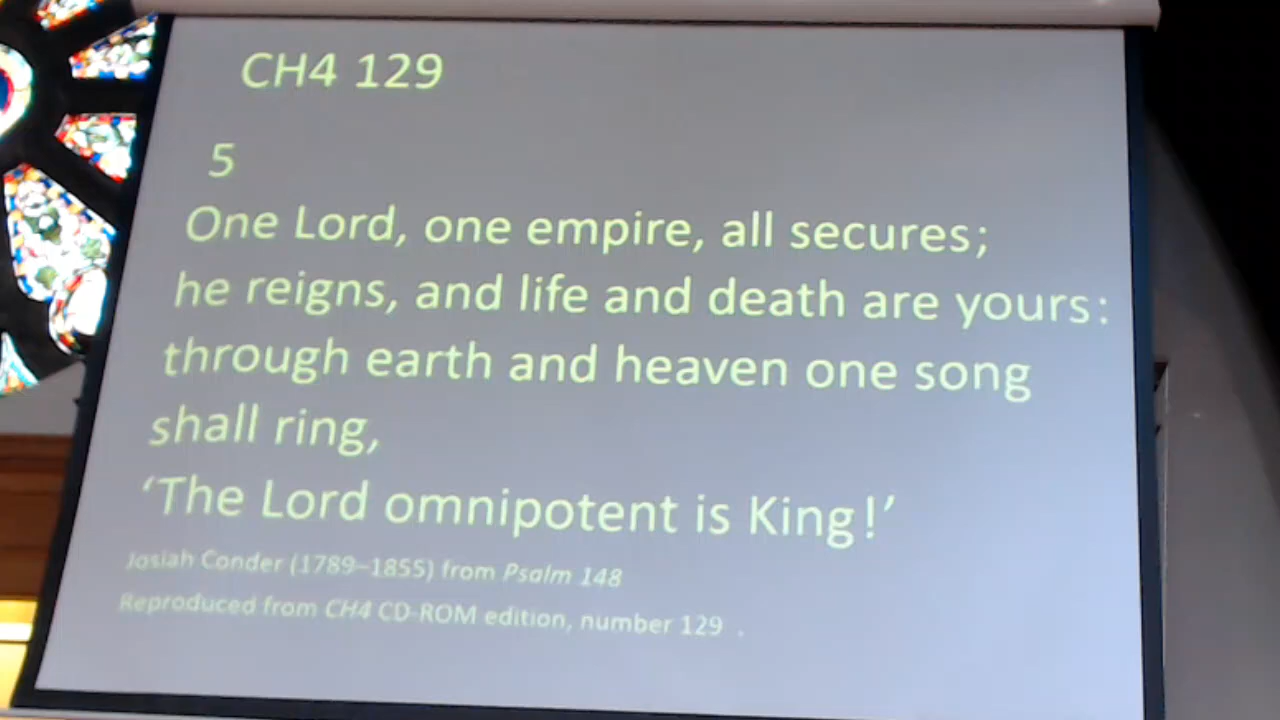 CH4 129
5
One Lord, one empire, all secures;
he reigns, and life and death are yours:
through earth and heaven one song
shall ring,
‘The Lord omnipotent is King!’
Josiah Conder (1789–1855) from Psalm 148
Reproduced from CH4 CD-ROM edition, number 129 .